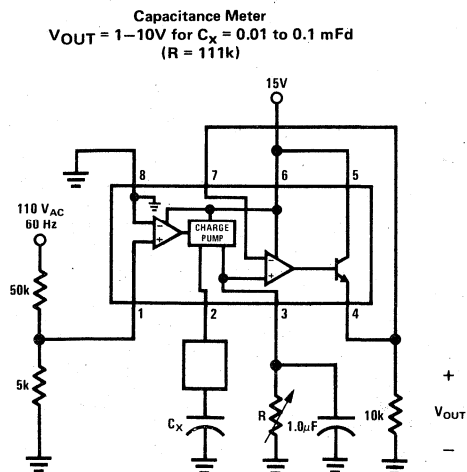 Capacitance Meter
VOUT = 1–10V for CX = 0.01 to 0.1 mFd
(R = 111k)
15V
8 7 6 5
110 VAC
60 Hz
CHARGE
PUMP
50k
1 2 3 4
5k
CX
R
1.0μF
10k
+
VOUT
–